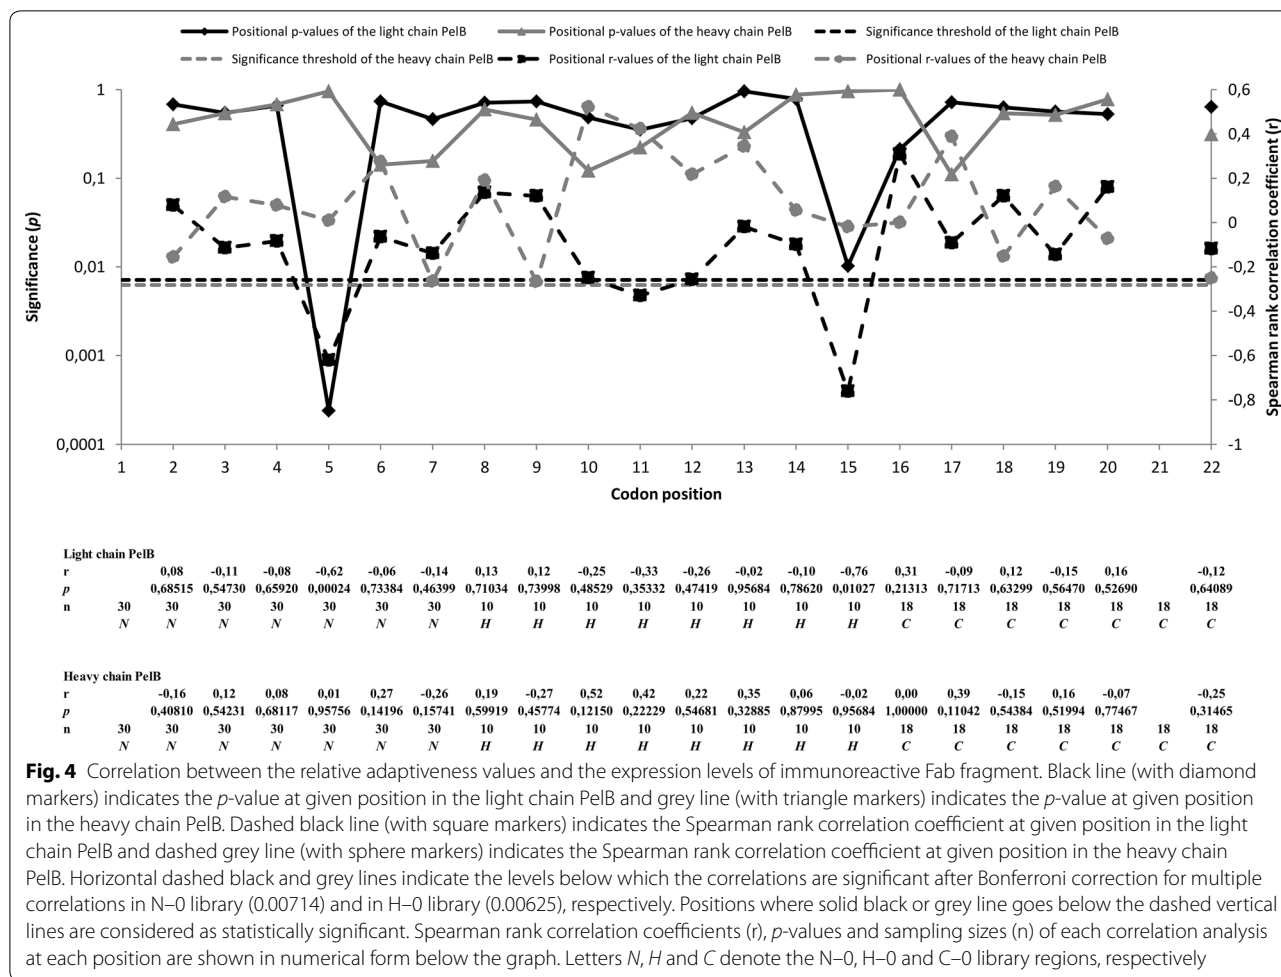 Positional p-values of the light chain PelB Positional p-values of the heavy chain PelB Significance threshold of the light chain PelB
Significance threshold of the heavy chain PelB Positional r-values of the light chain PelB Positional r-values of the heavy chain PelB
Significance (p)
1
0,1
0,01
0,001
0,0001
0,6
0,4
0,2
0
-0,2
-0,4
-0,6
-0,8
-1
Spearman rank correlation coefficient (r)
1 2 3 4 5 6 7 8 9 10 11 12 13 14 15 16 17 18 19 20 21 22
Codon position
Light chain PelB
r 0,08 -0,11 -0,08 -0,62 -0,06 -0,14 0,13 0,12 -0,25 -0,33 -0,26 -0,02 -0,10 -0,76 0,31 -0,09 0,12 -0,15 0,16 -0,12
p 0,68515 0,54730 0,65920 0,00024 0,73384 0,46399 0,71034 0,73998 0,48529 0,35332 0,47419 0,95684 0,78620 0,01027 0,21313 0,71713 0,63299 0,56470 0,52690 0,64089
n 30 30 30 30 30 30 30 10 10 10 10 10 10 10 10 18 18 18 18 18 18 18
N N N N N N N H H H H H H H H C C C C C C C
Heavy chain PelB
r -0,16 0,12 0,08 0,01 0,27 -0,26 0,19 -0,27 0,52 0,42 0,22 0,35 0,06 -0,02 0,00 0,39 -0,15 0,16 -0,07 -0,25
p 0,40810 0,54231 0,68117 0,95756 0,14196 0,15741 0,59919 0,45774 0,12150 0,22229 0,54681 0,32885 0,87995 0,95684 1,00000 0,11042 0,54384 0,51994 0,77467 0,31465
n 30 30 30 30 30 30 30 10 10 10 10 10 10 10 10 18 18 18 18 18 18 18
N N N N N N N H H H H H H H H C C C C C C C
Fig. 4 Correlation between the relative adaptiveness values and the expression levels of immunoreactive Fab fragment. Black line (with diamond
markers) indicates the p-value at given position in the light chain PelB and grey line (with triangle markers) indicates the p-value at given position
in the heavy chain PelB. Dashed black line (with square markers) indicates the Spearman rank correlation coefficient at given position in the light
chain PelB and dashed grey line (with sphere markers) indicates the Spearman rank correlation coefficient at given position in the heavy chain
PelB. Horizontal dashed black and grey lines indicate the levels below which the correlations are significant after Bonferroni correction for multiple
correlations in N–0 library (0.00714) and in H–0 library (0.00625), respectively. Positions where solid black or grey line goes below the dashed vertical
lines are considered as statistically significant. Spearman rank correlation coefficients (r), p-values and sampling sizes (n) of each correlation analysis
at each position are shown in numerical form below the graph. Letters N, H and C denote the N–0, H–0 and C–0 library regions, respectively